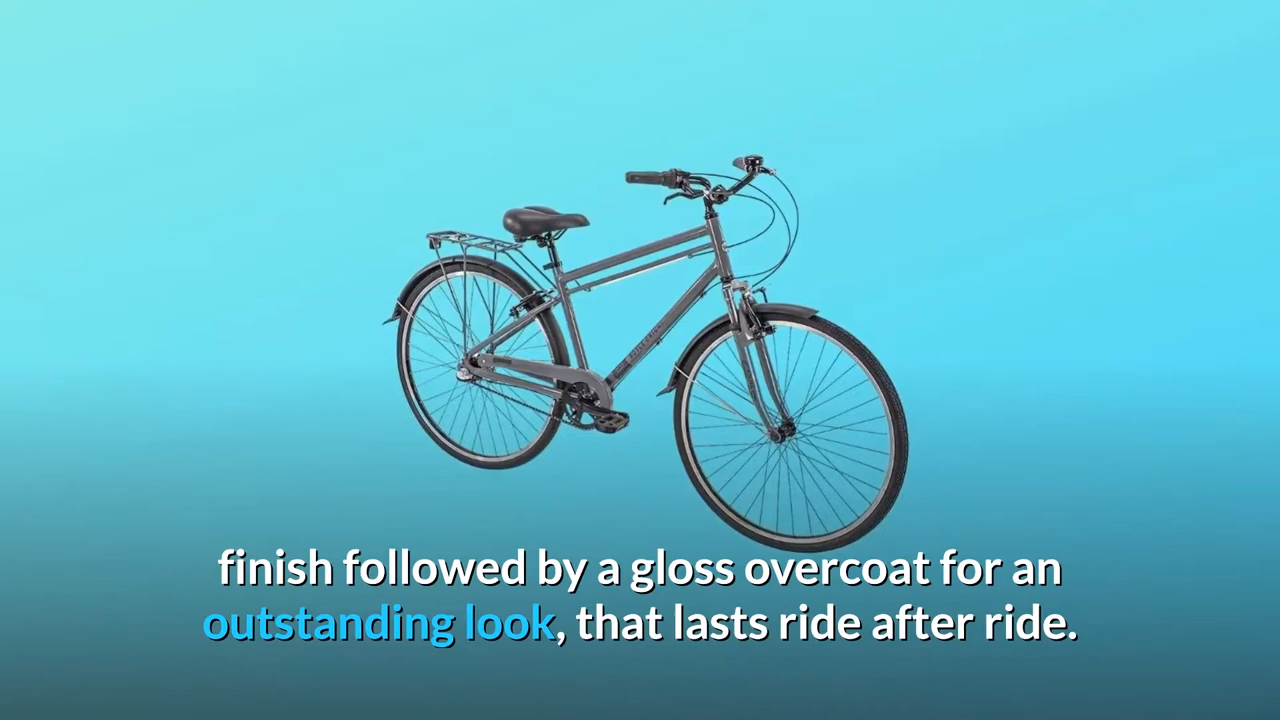 finish followed by a gloss overcoat for an
outstanding look, that lasts ride after ride.